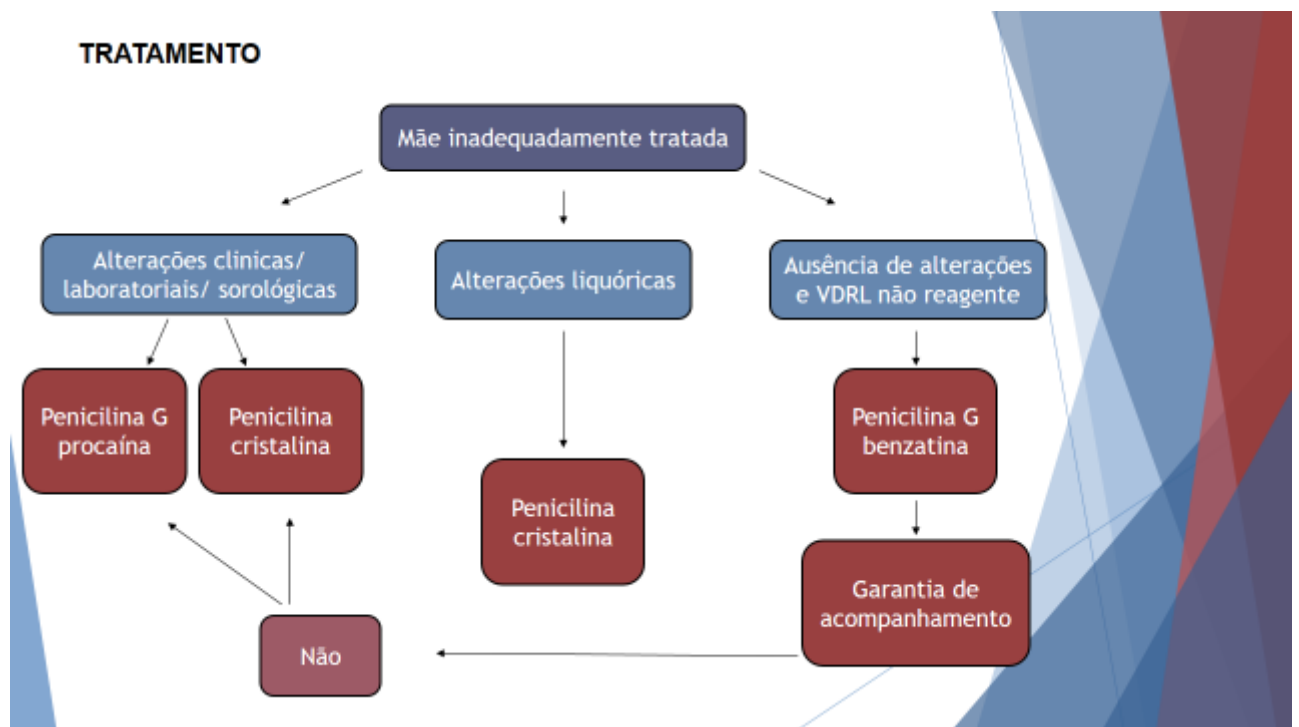 TRATAMENTO
Mãe inadequadamente tratada
Alterações clinicas/
laboratoriais/ sorológicas
Alterações liquóricas
Ausência de alterações
e VDRL não reagente
Penicilina G
procaína
Penicilina
cristalina
Penicilina
cristalina
Penicilina G
benzatina
Garantia de
acompanhamento
Não